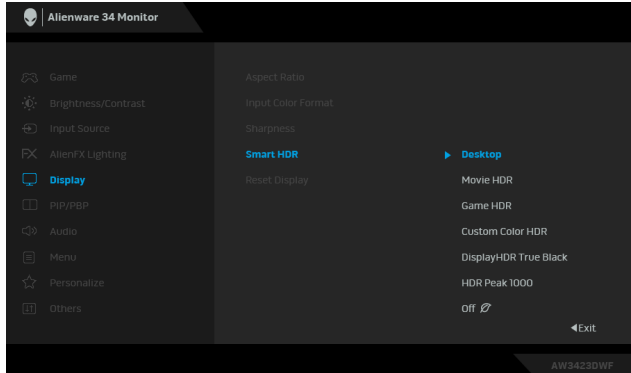 Alienware 34 Monitor
Game
Brightness/Contrast
Input Source
FX AlienFX Lighting
Display
PIP/PBP
Audio
Menu
Personalize
Others
Aspect Ratio
Input Color Format
Sharpness
Smart HDR
Reset Display
Desktop
Movie HDR
Game HDR
Custom Color HDR
DisplayHDR True Black
HDR Peak 1000
Off
Exit
AW3423DWF